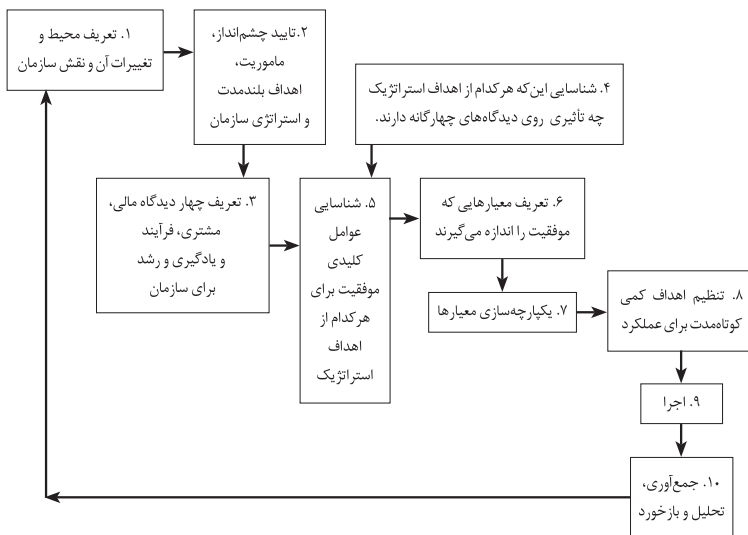 ۱. تعریف محیط و
تغییرات آن و نقش سازمان
۲.تایید چشم‌انداز،
ماموریت،
اهداف بلندمدت
و استراتژی سازمان
۳. تعریف چهار دیدگاه مالی،
مشتری، فرآیند
و یادگیری و رشد
برای سازمان
۴. شناسایی این‌که هرکدام از اهداف استراتژیک
چه تأثیری روی دیدگاه‌های چهارگانه دارند.
۵. شناسایی
عوامل
کلیدی
موفقیت برای
هرکدام از
اهداف
استراتژیک
۶. تعریف معیارهایی که
موفقیت را اندازه می‌گیرند
۷. یکپارچه‌سازی معیارها
۸. تنظیم اهداف کمی
کوتاه‌مدت برای عملکرد
۹. اجرا
۱۰. جمع‌آوری،
تحلیل و بازخورد